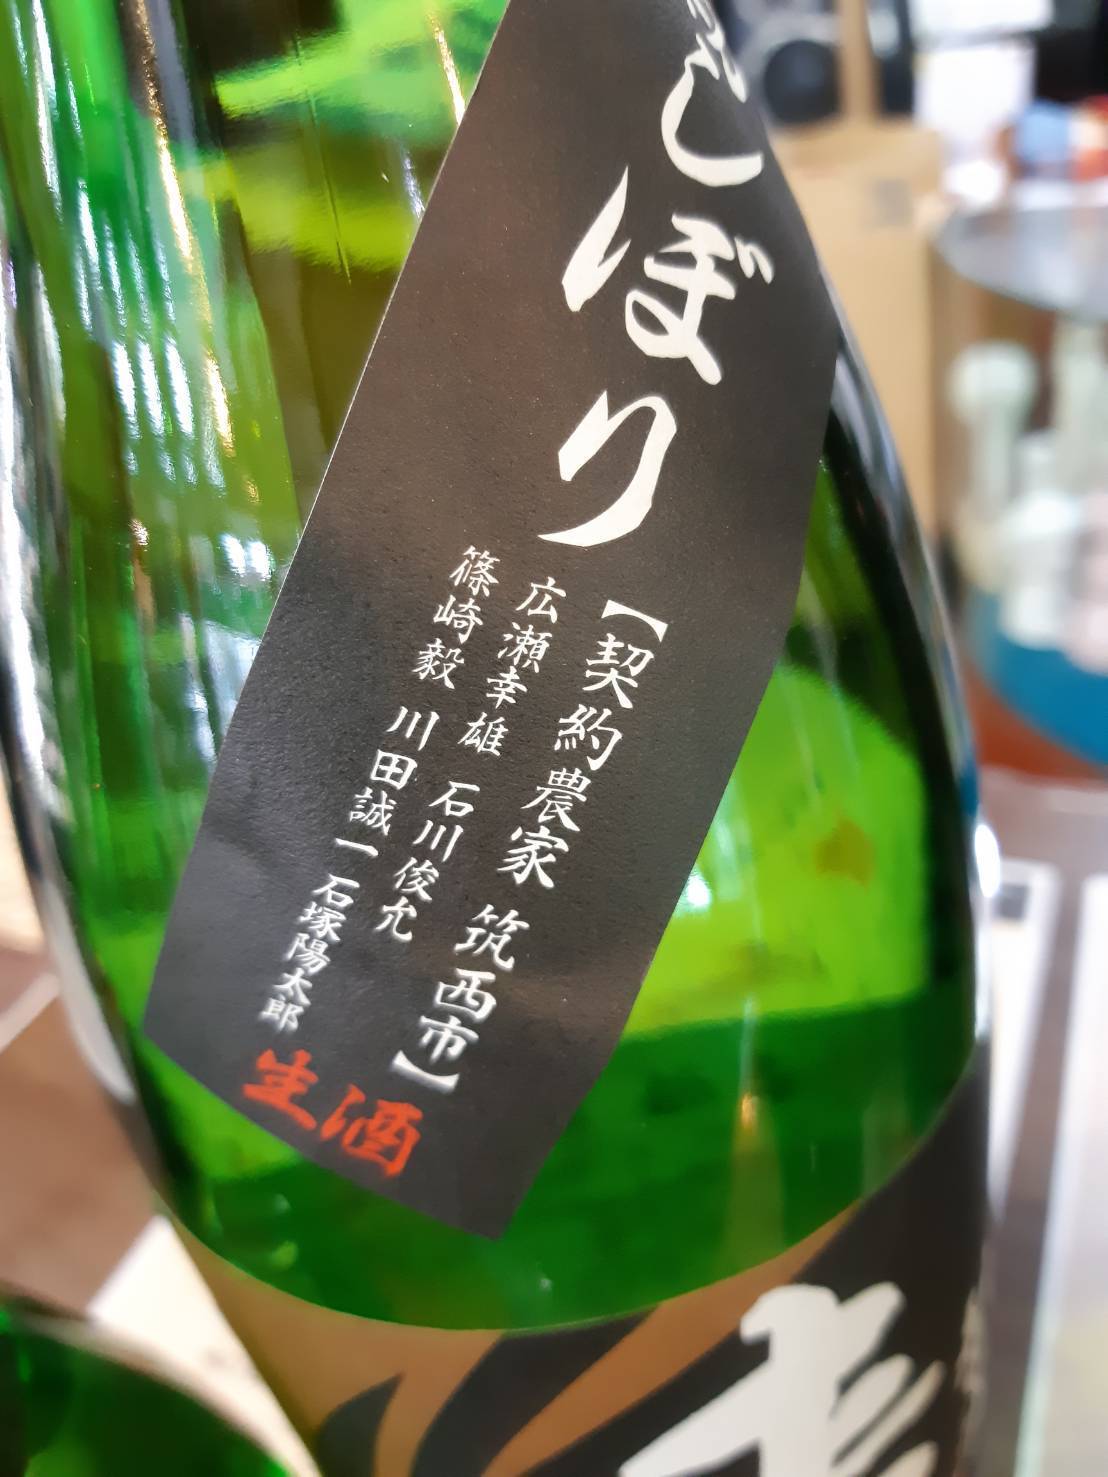 しぼり
【契約農家 筑西市】
広瀬幸雄 石川俊允
篠崎毅 川田誠一 石塚陽太郎
生酒